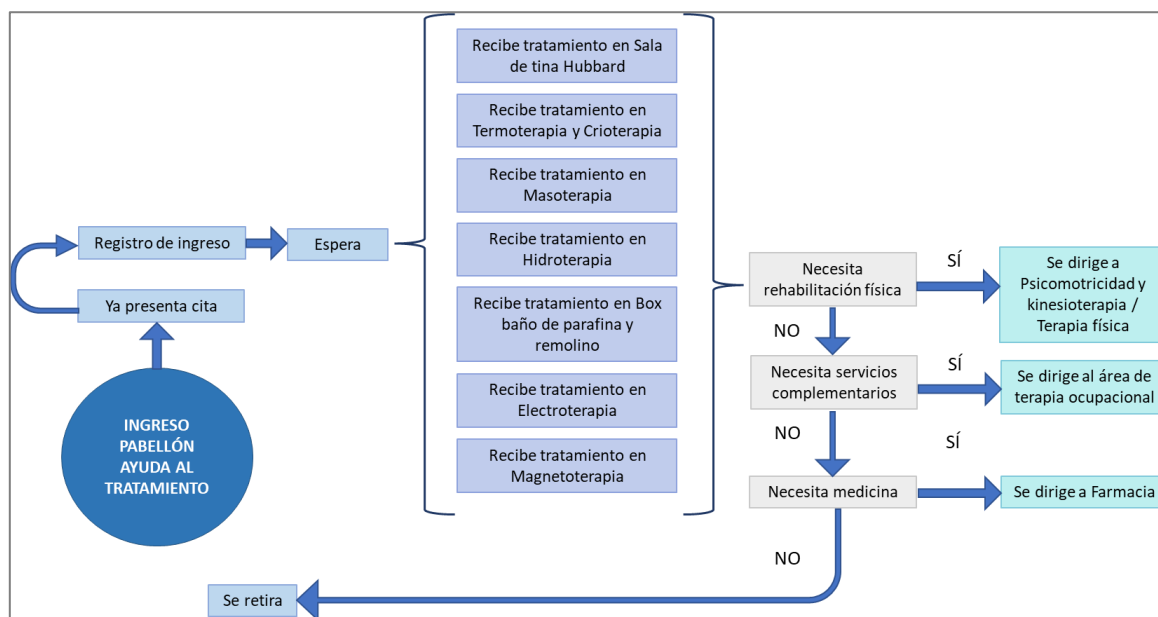 INGRESO
PABELLÓN
AYUDA AL
TRATAMIENTO
Ya presenta cita
Registro de ingreso
Espera
Recibe tratamiento en Sala
de tina Hubbard
Recibe tratamiento en
Termoterapia y Crioterapia
Recibe tratamiento en
Masoterapia
Recibe tratamiento en
Hidroterapia
Recibe tratamiento en Box
baño de parafina y
remolino
Recibe tratamiento en
Electroterapia
Recibe tratamiento en
Magnetoterapia
Necesita
rehabilitación física
SÍ
Se dirige a
Psicomotricidad y
kinesioterapia /
Terapia física
NO
Necesita servicios
complementarios
SÍ
Se dirige al área de
terapia ocupacional
NO
SÍ
Necesita medicina
Se dirige a Farmacia
NO
Se retira